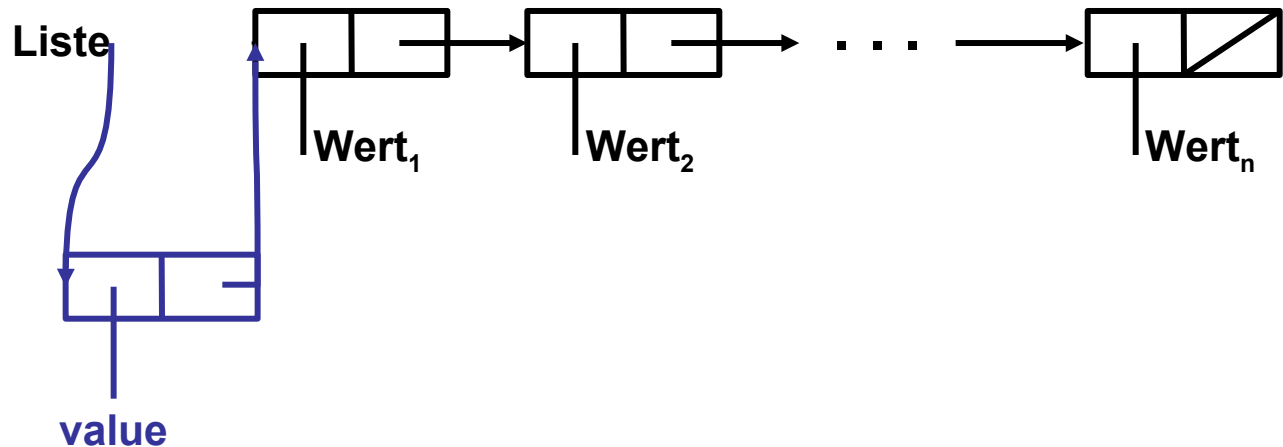 Liste
. . .
Wert₁ Wert₂ Wertₙ
value